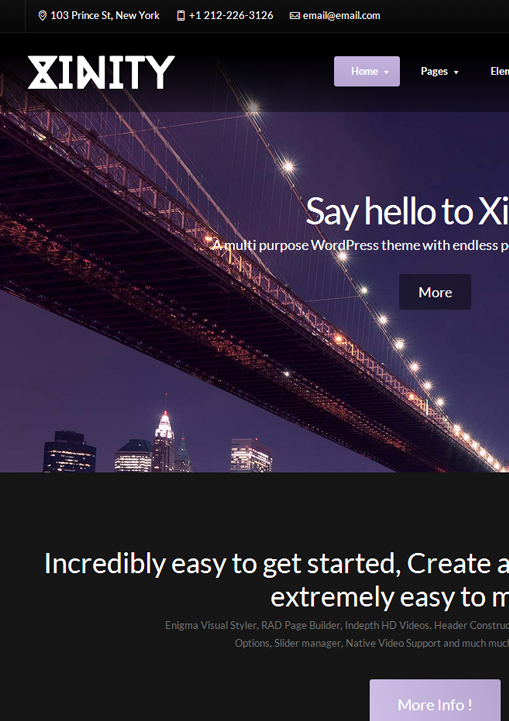 103 Prince St, New York +1 212-226-3126 email@email.com
XINITY
Home Pages Elem
Say hello to Xi
A multi purpose WordPress theme with endless p
More
Incredibly easy to get started, Create a
extremely easy to m
Enigma Visual Styler, RAD Page Builder, Indepth HD Videos, Header Construc
Options, Slider manager, Native Video Support and much muc
More Info !